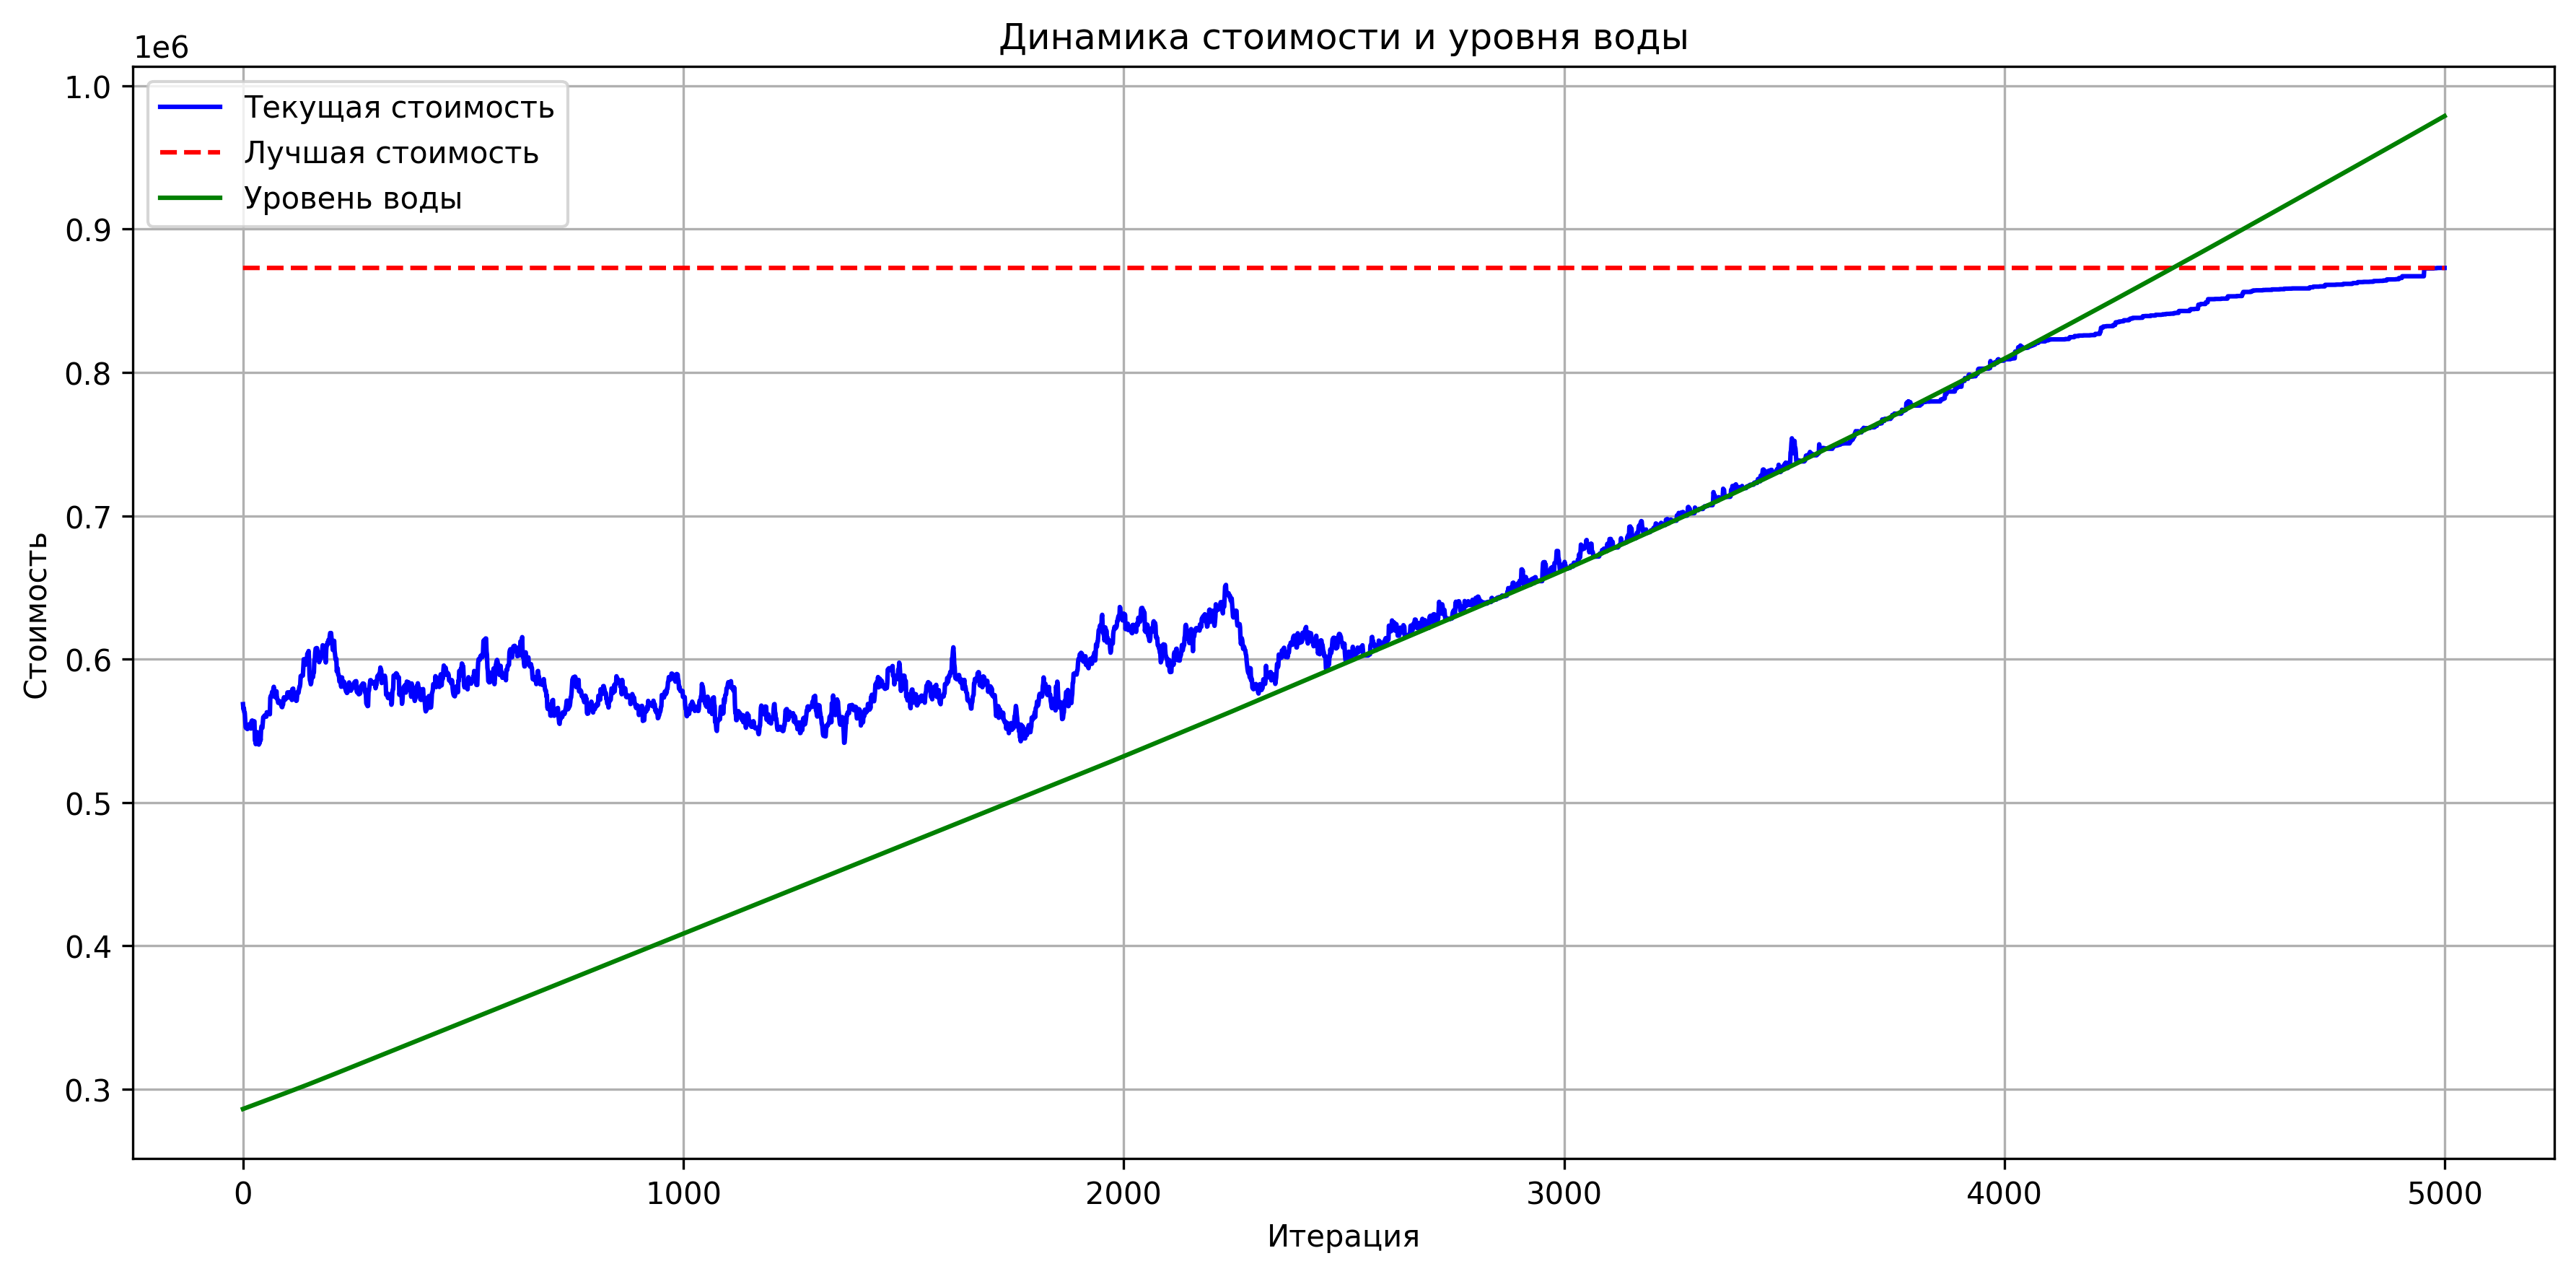 Динамика стоимости и уровня воды
1e6
Текущая стоимость
Лучшая стоимость
Уровень воды
Стоимость
1.0
0.9
0.8
0.7
0.6
0.5
0.4
0.3
0 1000 2000 3000 4000 5000
Итерация